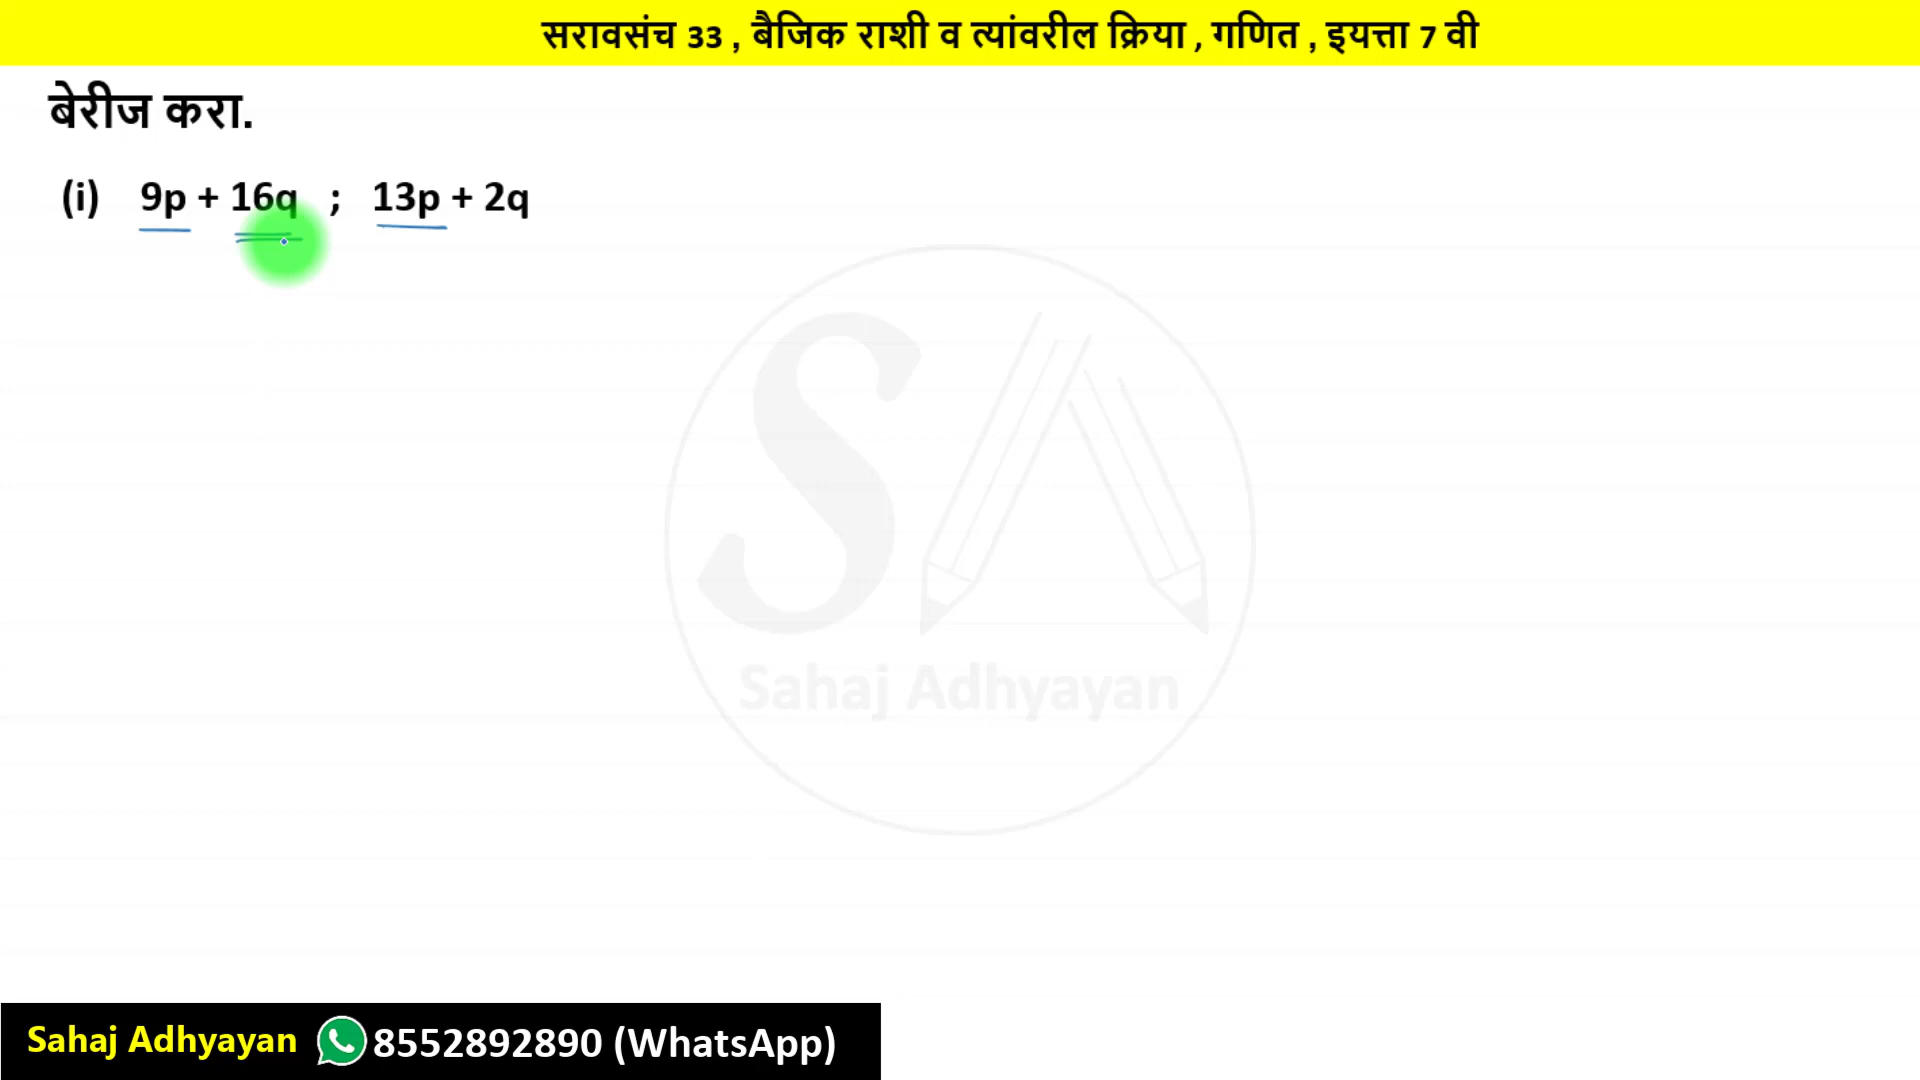 सरावसंच 33 , बैजिक राशी व त्यांवरील क्रिया , गणित , इयत्ता 7 वी
बेरीज करा.
(i) 9p + 16q ; 13p + 2q
Sahaj Adhyayan
Sahaj Adhyayan 8552892890 (WhatsApp)